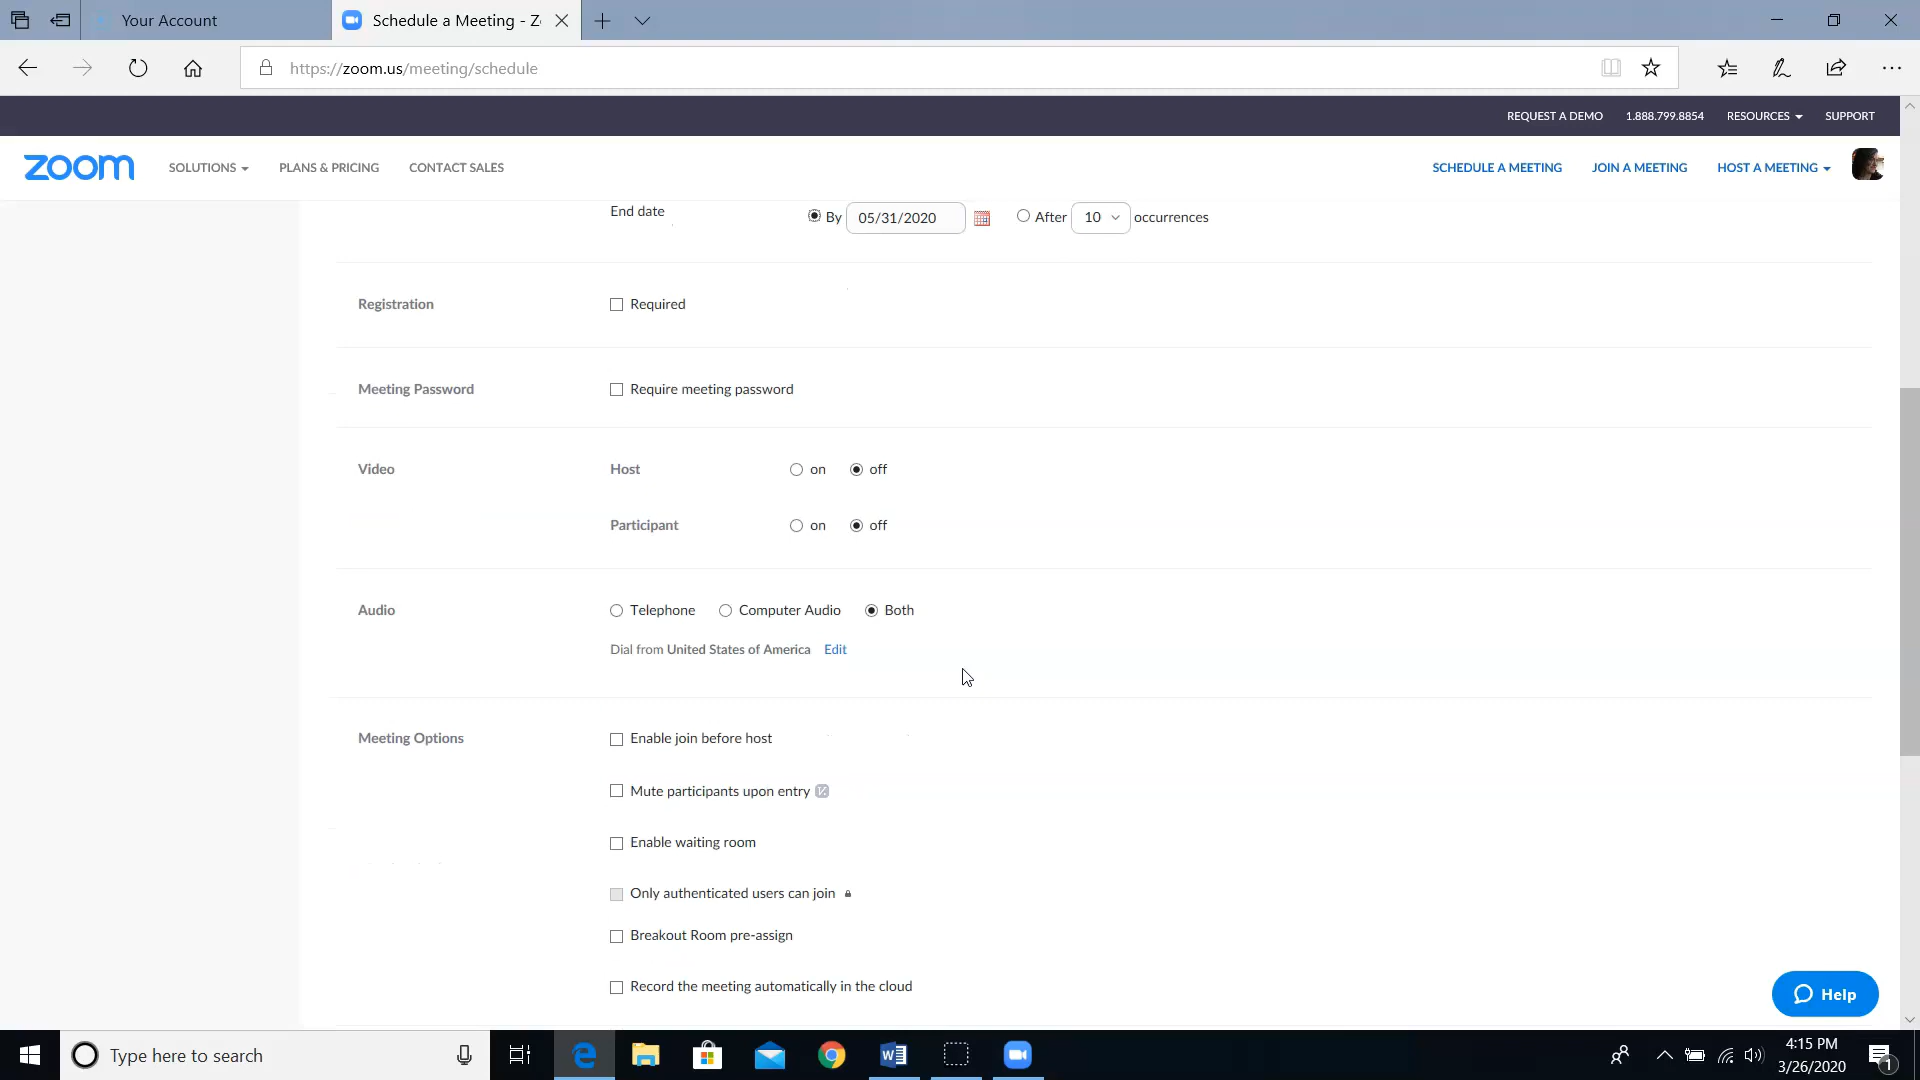 Your Account
Schedule a Meeting - Z
https://zoom.us/meeting/schedule
REQUEST A DEMO 1.888.799.8854 RESOURCES SUPPORT
zoom SOLUTIONS PLANS & PRICING CONTACT SALES SCHEDULE A MEETING JOIN A MEETING HOST A MEETING
End date By 05/31/2020 After 10 occurrences
Registration Required
Meeting Password Require meeting password
Video Host on off
Participant on off
Audio Telephone Computer Audio Both
Dial from United States of America Edit
Meeting Options Enable join before host
Mute participants upon entry
Enable waiting room
Only authenticated users can join
Breakout Room pre-assign
Record the meeting automatically in the cloud
Help
Type here to search
4:15 PM
3/26/2020
1